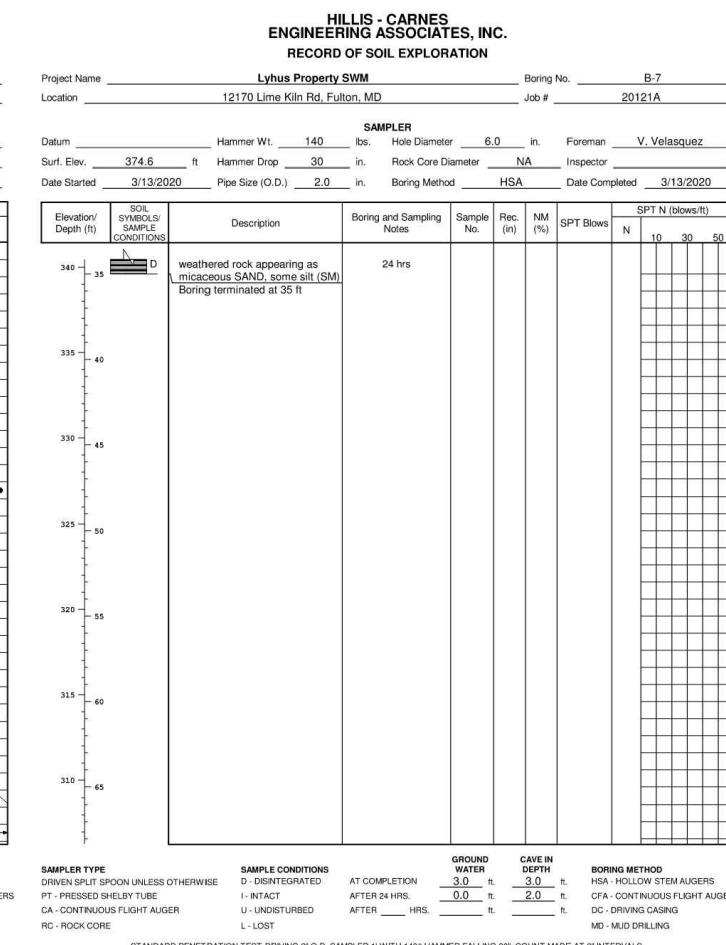 HILLIS - CARNES
ENGINEERING ASSOCIATES, INC.
RECORD OF SOIL EXPLORATION
Project Name Lyhus Property SWM Boring No. B-7
Location 12170 Lime Kiln Rd, Fulton, MD Job # 20121A
SAMPLER
Datum Hammer Wt. 140 lbs. Hole Diameter 6.0 in. Foreman V. Velasquez
Surf. Elev. 374.6 ft Hammer Drop 30 in. Rock Core Diameter NA Inspector
Date Started 3/13/2020 Pipe Size (O.D.) 2.0 in. Boring Method HSA Date Completed 3/13/2020
Elevation/ Depth (ft) SOIL SYMBOLS/ SAMPLE CONDITIONS Description Boring and Sampling Notes Sample No. Rec. (in) NM (%) SPT Blows SPT N (blows/ft)
N 10 30 50
340 35 D weathered rock appearing as 24 hrs
micaceous SAND, some silt (SM)
Boring terminated at 35 ft
335 40
330 45
325 50
320 55
315 60
310 65
GROUND WATER CAVE IN DEPTH
SAMPLER TYPE SAMPLE CONDITIONS BORING METHOD
DRIVEN SPLIT SPOON UNLESS OTHERWISE D - DISINTEGRATED AT COMPLETION 3.0 ft. 3.0 ft. HSA - HOLLOW STEM AUGERS
ERS PT - PRESSED SHELBY TUBE I - INTACT AFTER 24 HRS. 0.0 ft. 2.0 ft. CFA - CONTINUOUS FLIGHT AUGE
CA - CONTINUOUS FLIGHT AUGER U - UNDISTURBED AFTER HRS. ft. ft. DC - DRIVING CASING
RC - ROCK CORE L - LOST MD - MUD DRILLING